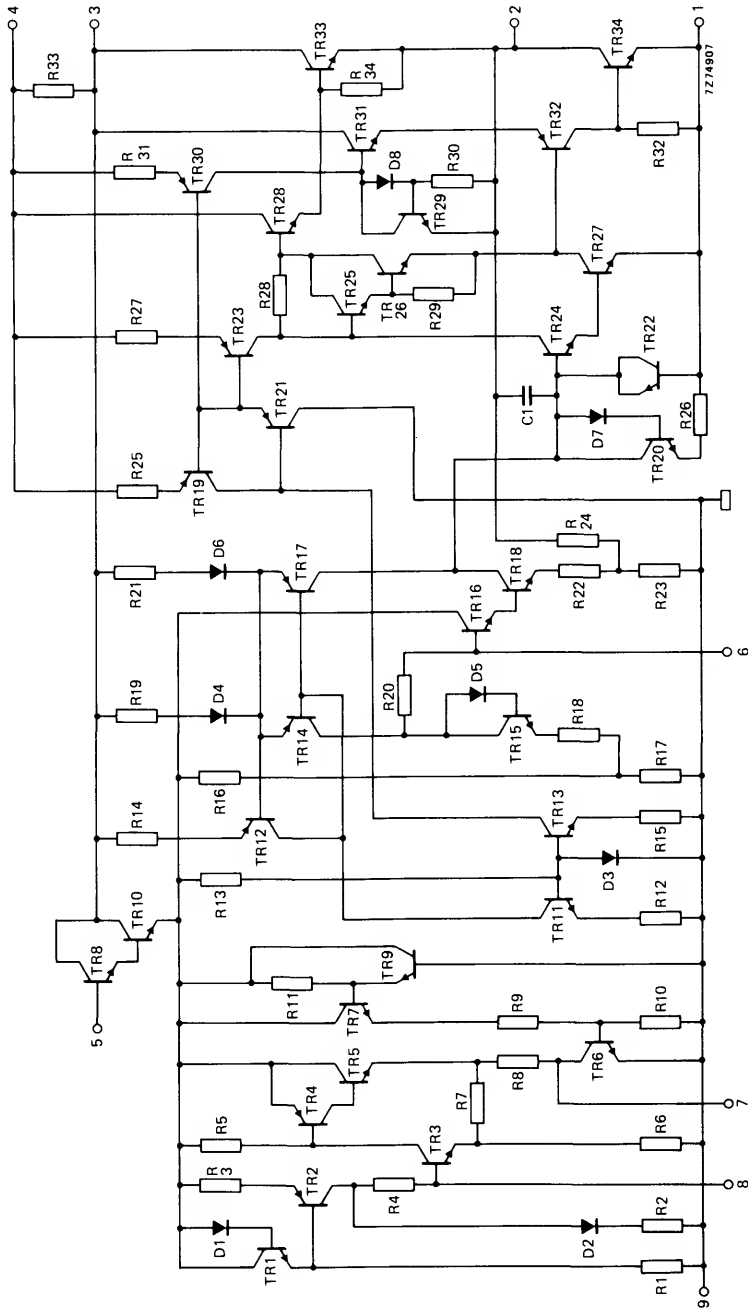 4
3
2
1
R33
TR33
R
34
TR34
7Z74907
R
31
TR30
TR31
TR32
R32
D8
R30
TR29
TR28
R28
TR25
TR
26
R29
TR27
R27
TR23
TR24
TR22
TR21
C1
D7
R26
R25
TR19
TR20
R
24
R21
D6
TR17
TR18
R22
R23
TR16
6
R19
D4
R20
D5
TR14
TR15
R18
R16
R17
R14
TR12
TR13
R15
R13
D3
TR10
TR11
R12
TR8
5
TR9
R11
TR7
R9
R10
TR5
R8
TR6
TR4
R7
7
R5
TR3
R6
R
3
TR2
R4
8
D1
D2
R2
TR1
R1
9